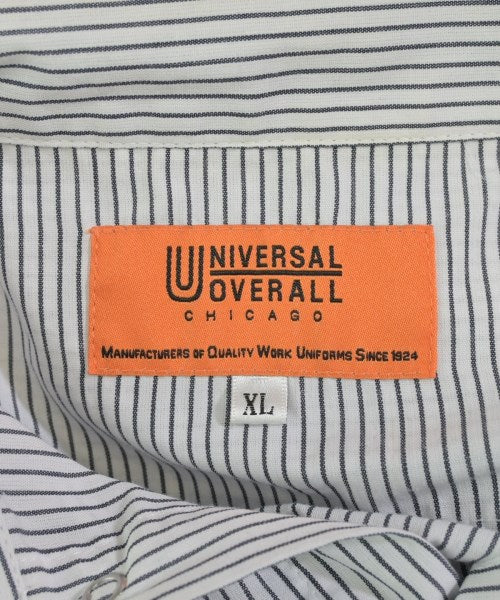 UNIVERSAL
OVERALL
CHICAGO
MANUFACTURERS OF QUALITY WORK UNIFORMS SINCE 1924
XL